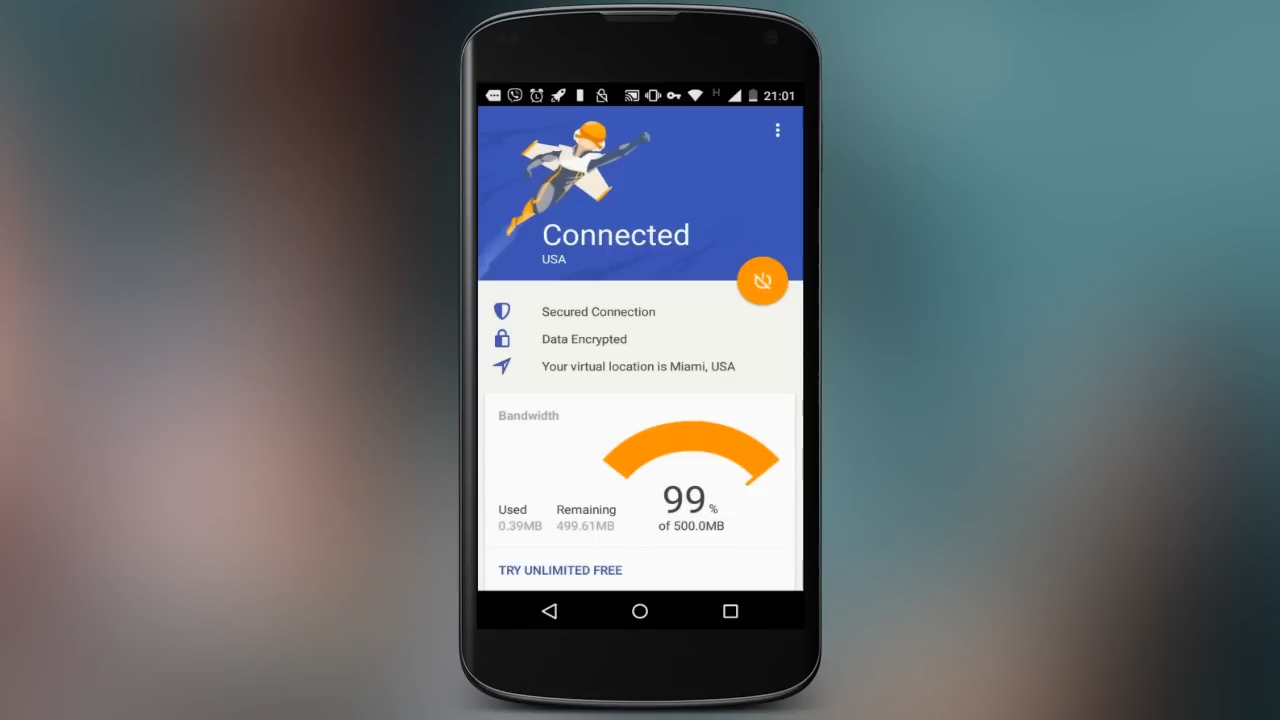 H 21:01
Connected
USA
Secured Connection
Data Encrypted
Your virtual location is Miami, USA
Bandwidth
99%
Used Remaining
0.39MB 499.61MB of 500.0MB
TRY UNLIMITED FREE